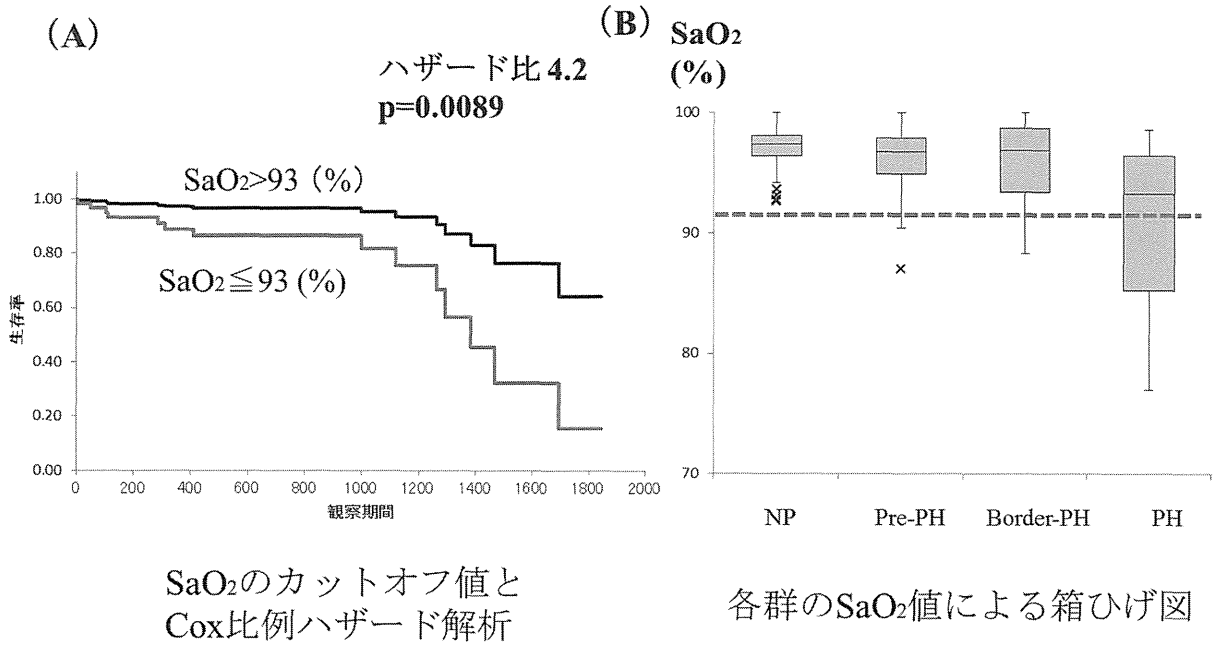 (A)
ハザード比 4.2
p=0.0089
SaO₂>93 (%)
SaO₂≦93 (%)
1.00
0.80
0.60
0.40
0.20
0.00
生存率
0 200 400 600 800 1000 1200 1400 1600 1800 2000
観察期間
SaO₂のカットオフ値と
Cox比例ハザード解析
(B)
SaO₂
(%)
100
90
80
70
NP Pre-PH Border-PH PH
各群のSaO₂値による箱ひげ図